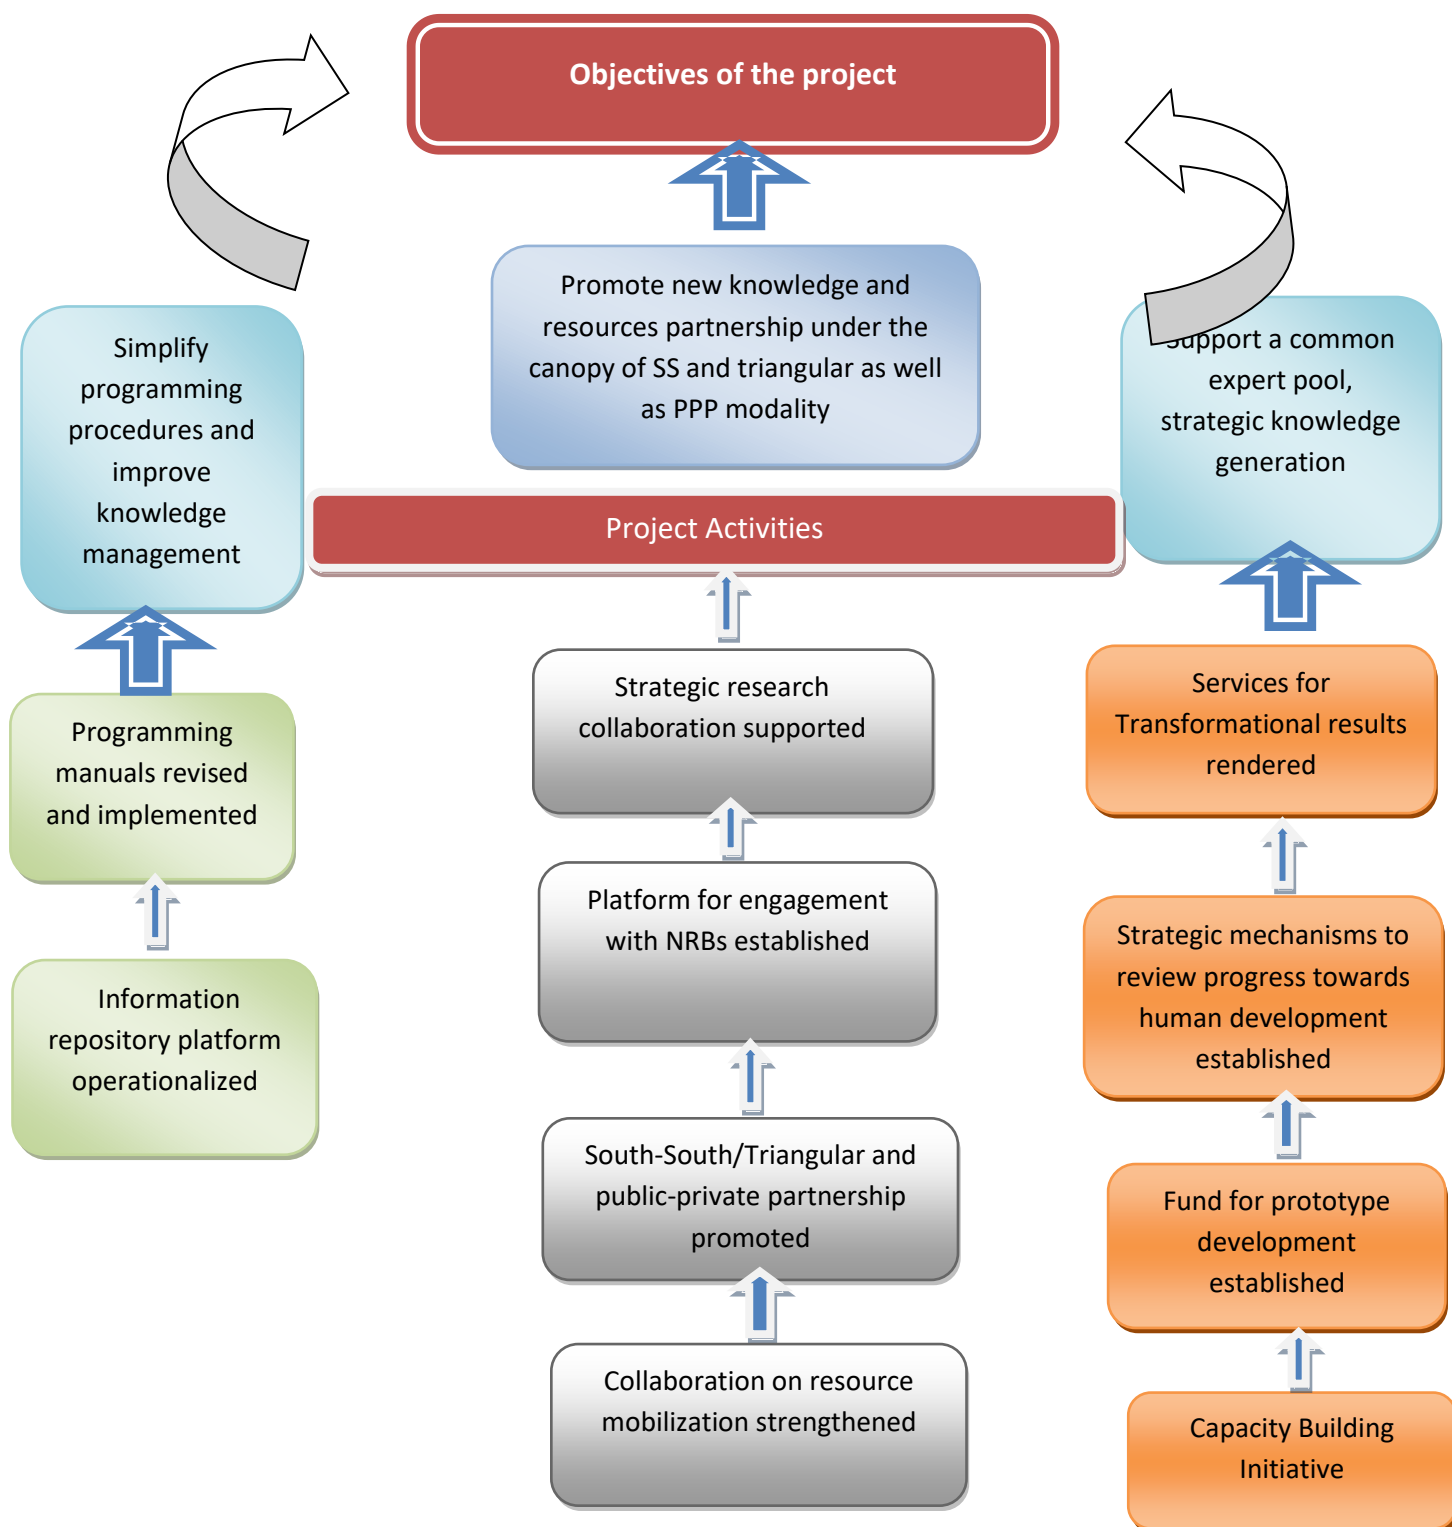 Objectives of the project
Promote new knowledge and
resources partnership under the
canopy of SS and triangular as well
as PPP modality
Simplify
programming
procedures and
improve
knowledge
management
Support a common
expert pool,
strategic knowledge
generation
Project Activities
Programming
manuals revised
and implemented
Information
repository platform
operationalized
Strategic research
collaboration supported
Platform for engagement
with NRBs established
South-South/Triangular and
public-private partnership
promoted
Collaboration on resource
mobilization strengthened
Services for
Transformational results
rendered
Strategic mechanisms to
review progress towards
human development
established
Fund for prototype
development
established
Capacity Building
Initiative